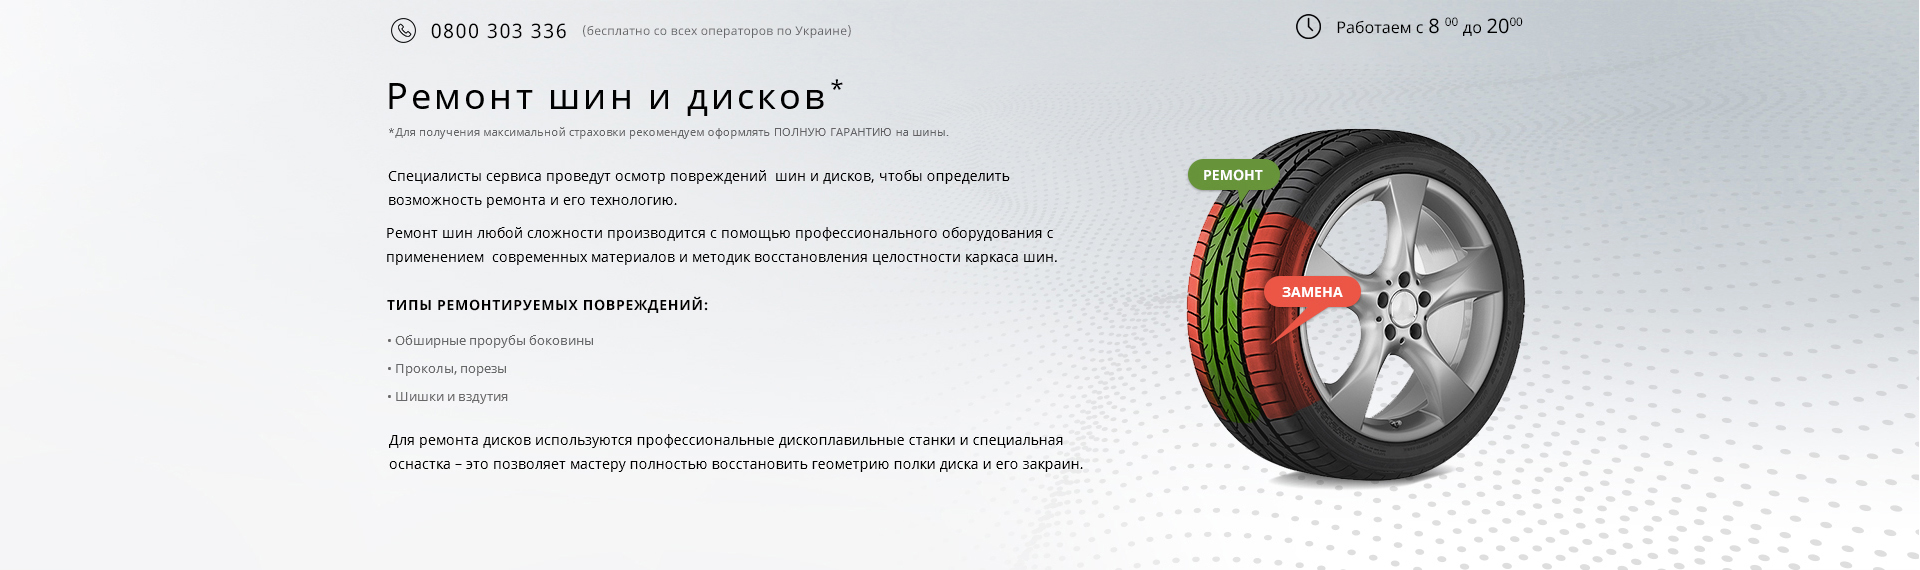 0800 303 336 (бесплатно со всех операторов по Украине)
Работаем с 8 00 до 20 00
Ремонт шин и дисков*
*Для получения максимальной страховки рекомендуем оформлять ПОЛНУЮ ГАРАНТИЮ на шины.
Специалисты сервиса проведут осмотр повреждений шин и дисков, чтобы определить
возможность ремонта и его технологию.
Ремонт шин любой сложности производится с помощью профессионального оборудования с
применением современных материалов и методик восстановления целостности каркаса шин.
ТИПЫ РЕМОНТИРУЕМЫХ ПОВРЕЖДЕНИЙ:
• Обширные прорубы боковины
• Проколы, порезы
• Шишки и вздутия
Для ремонта дисков используются профессиональные дископлавильные станки и специальная
оснастка – это позволяет мастеру полностью восстановить геометрию полки диска и его закраин.
РЕМОНТ
ЗАМЕНА